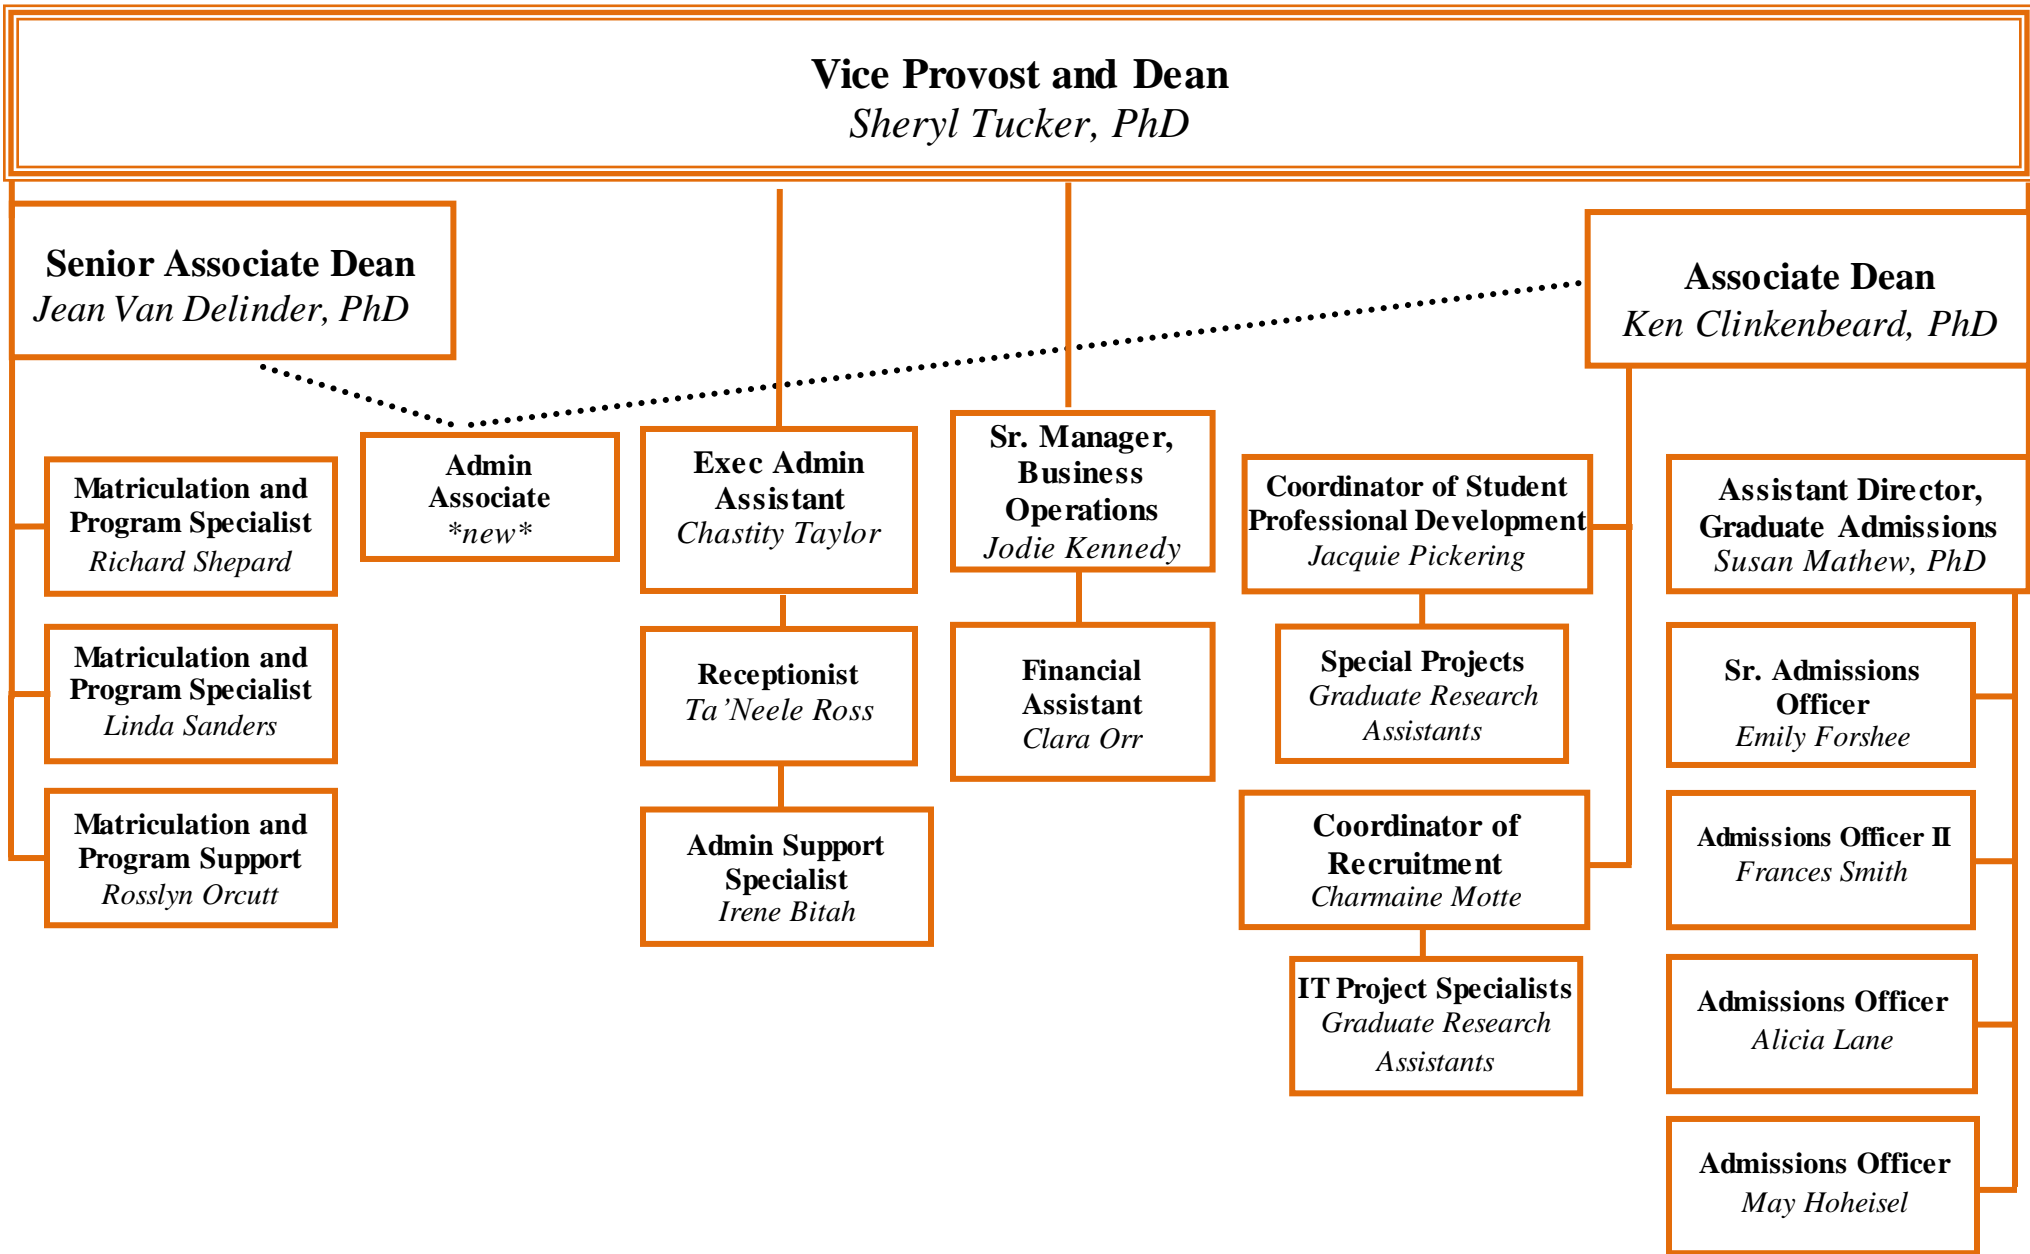 Vice Provost and Dean
Sheryl Tucker, PhD
Senior Associate Dean
Jean Van Delinder, PhD
Associate Dean
Ken Clinkenbeard, PhD
Matriculation and
Program Specialist
Richard Shepard
Matriculation and
Program Specialist
Linda Sanders
Matriculation and
Program Support
Rosslyn Orcutt
Admin
Associate
*new*
Exec Admin
Assistant
Chastity Taylor
Receptionist
Ta’Neele Ross
Admin Support
Specialist
Irene Bitah
Sr. Manager,
Business
Operations
Jodie Kennedy
Financial
Assistant
Clara Orr
Coordinator of Student
Professional Development
Jacquie Pickering
Special Projects
Graduate Research
Assistants
Coordinator of
Recruitment
Charmaine Motte
IT Project Specialists
Graduate Research
Assistants
Assistant Director,
Graduate Admissions
Susan Mathew, PhD
Sr. Admissions
Officer
Emily Forshee
Admissions Officer II
Frances Smith
Admissions Officer
Alicia Lane
Admissions Officer
May Hoheisel